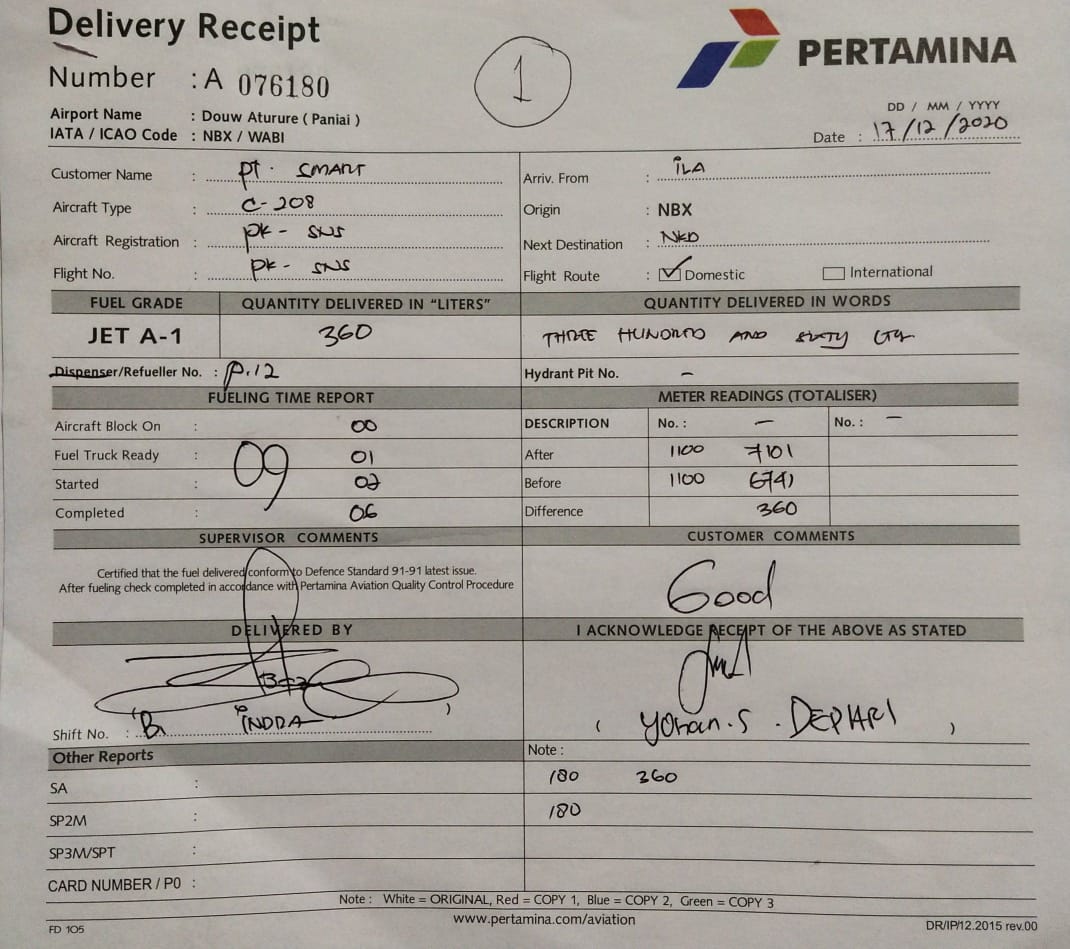 Delivery Receipt
1
PERTAMINA
Number : A 076180
Airport Name : Douw Aturure ( Paniai )
IATA / ICAO Code : NBX / WABI
DD / MM / YYYY
Date : 17/12/2020
Customer Name : PT. SMART
Arriv. From : ILA
Aircraft Type : C-208
Origin : NBX
Aircraft Registration : PK - SNS
Next Destination : NKD
Flight No. : PK - SNS
Flight Route : Domestic International
FUEL GRADE QUANTITY DELIVERED IN "LITERS" QUANTITY DELIVERED IN WORDS
JET A-1 360 THREE HUNDRED AND SIXTY
Dispenser/Refueller No. : P.12 Hydrant Pit No. -
FUELING TIME REPORT METER READINGS (TOTALISER)
Aircraft Block On : 00 DESCRIPTION No. : - No. : -
Fuel Truck Ready : 09 01 After 1100 7101
Started : 02 Before 1100 6741
Completed : 06 Difference 360
SUPERVISOR COMMENTS CUSTOMER COMMENTS
Certified that the fuel delivered conform to Defence Standard 91-91 latest issue.
After fueling check completed in accordance with Pertamina Aviation Quality Control Procedure
Good
DELIVERED BY I ACKNOWLEDGE RECEIPT OF THE ABOVE AS STATED
Shift No. : INDRA
( Yohan.S. DEPARI )
Other Reports Note :
SA : 180 360
SP2M : 180
SP3M/SPT :
CARD NUMBER / P0 :
Note : White = ORIGINAL, Red = COPY 1, Blue = COPY 2, Green = COPY 3
FD 105 www.pertamina.com/aviation DR/IP/12.2015 rev.00